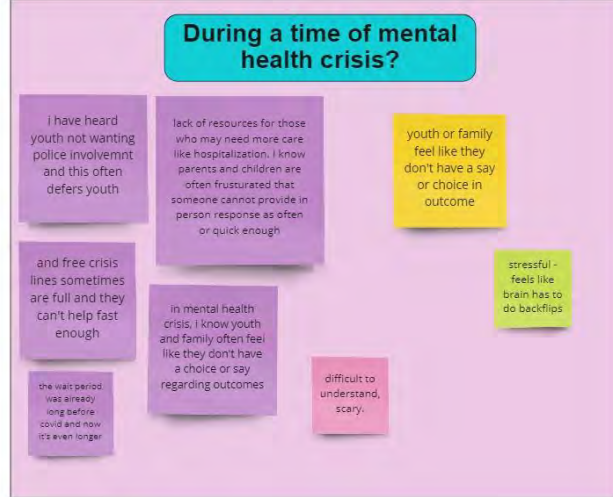 During a time of mental
health crisis?
i have heard
youth not wanting
police involvemnt
and this often
defers youth
lack of resources for those
who may need more care
like hospitalization. i know
parents and children are
often frusturated that
someone cannot provide in
person response as often
or quick enough
youth or family
feel like they
don't have a say
or choice in
outcome
and free crisis
lines sometimes
are full and they
can't help fast
enough
in mental health
crisis, i know youth
and family often feel
like they don't have
a choice or say
regarding outcomes
stressful -
feels like
brain has to
do backflips
the wait period
was already
long before
covid and now
it's even longer
difficult to
understand,
scary.